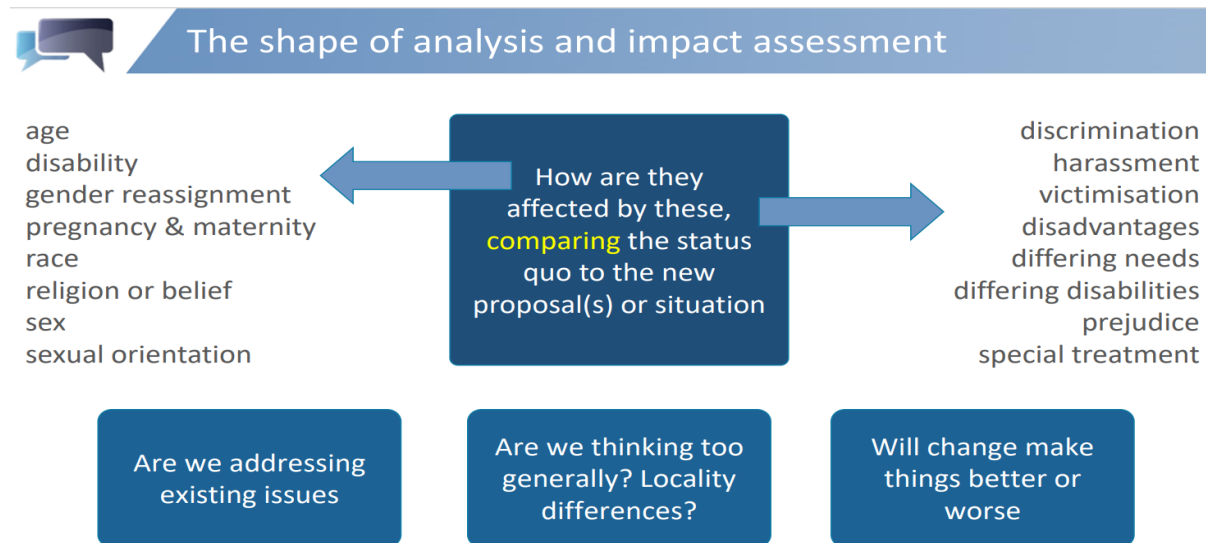 The shape of analysis and impact assessment
age
disability
gender reassignment
pregnancy & maternity
race
religion or belief
sex
sexual orientation
How are they
affected by these,
comparing the status
quo to the new
proposal(s) or situation
discrimination
harassment
victimisation
disadvantages
differing needs
differing disabilities
prejudice
special treatment
Are we addressing
existing issues
Are we thinking too
generally? Locality
differences?
Will change make
things better or
worse